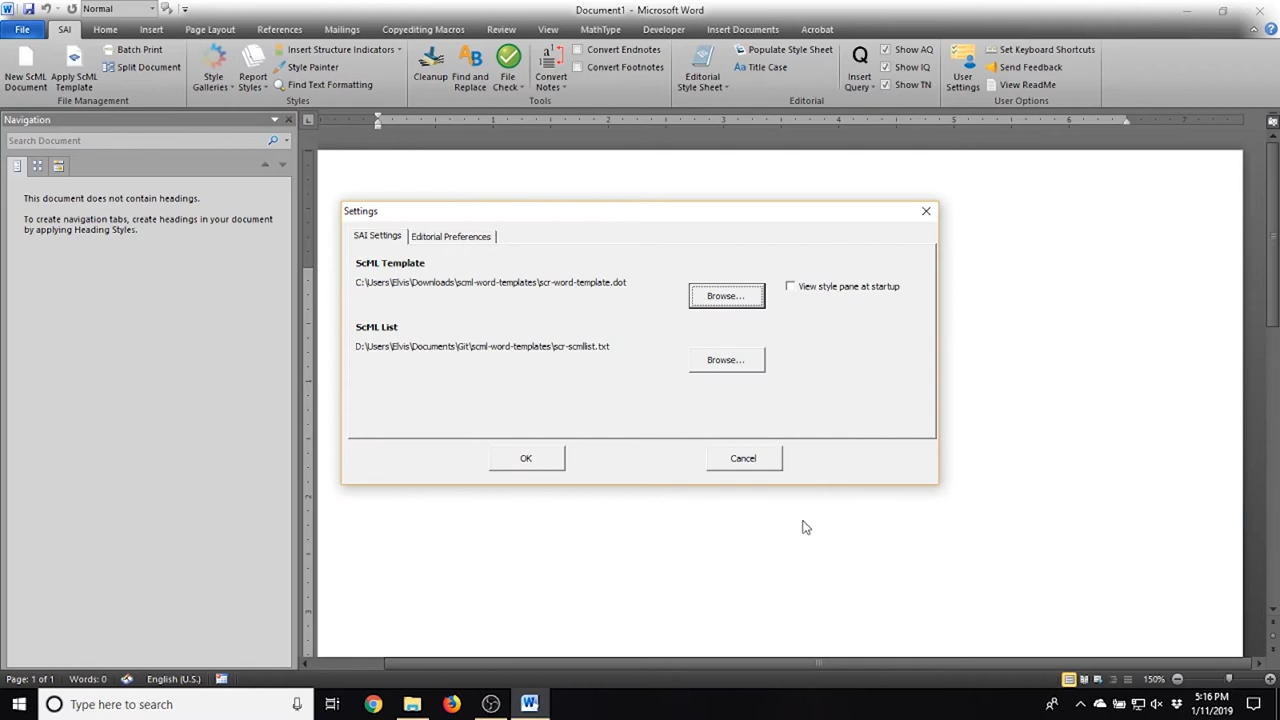 Normal
Document1 - Microsoft Word
File SAI Home Insert Page Layout References Mailings Copyediting Macros Review MathType Developer Insert Documents Acrobat
New ScML Document
Apply ScML Template
Batch Print
Split Document
File Management
Style Galleries
Report Styles
Insert Structure Indicators
Style Painter
Find Text Formatting
Styles
Cleanup
Find and Replace
File Check
Convert Notes
Convert Endnotes
Convert Footnotes
Tools
Editorial Style Sheet
Populate Style Sheet
Title Case
Editorial
Insert Query
Show AQ
Show IQ
Show TN
User Settings
Set Keyboard Shortcuts
Send Feedback
View ReadMe
User Options
Navigation
Search Document
This document does not contain headings.
To create navigation tabs, create headings in your document
by applying Heading Styles.
1 2 3 4 5 6 7
Settings
SAI Settings Editorial Preferences
ScML Template
C:\Users\Elvis\Downloads\scml-word-templates\scr-word-template.dot
Browse...
View style pane at startup
ScML List
D:\Users\Elvis\Documents\Git\scml-word-templates\scr-scmllist.txt
Browse...
OK Cancel
Page: 1 of 1 Words: 0 English (U.S.) 150%
Type here to search
5:16 PM
1/11/2019